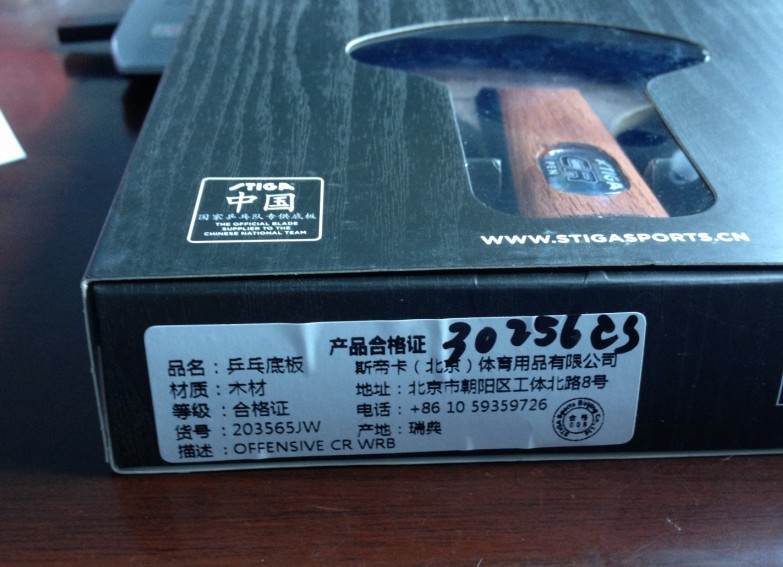 STIGA
PEN
STIGA
中国
国家乒乓队专供底板
THE OFFICIAL BLADE
SUPPLIER TO THE
CHINESE NATIONAL TEAM
WWW.STIGASPORTS.CN
产品合格证
30256
品名：乒乓底板
斯帝卡（北京）体育用品有限公司
材质：木材
地址：北京市朝阳区工体北路8号
等级：合格证
电话：+86 10 59359726
货号：203565JW
产地：瑞典
描述：OFFENSIVE CR WRB
合格